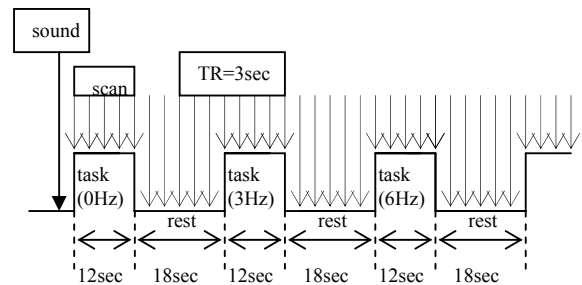 sound
scan
TR=3sec
task
(0Hz)
rest
task
(3Hz)
rest
task
(6Hz)
rest
12sec
18sec
12sec
18sec
12sec
18sec